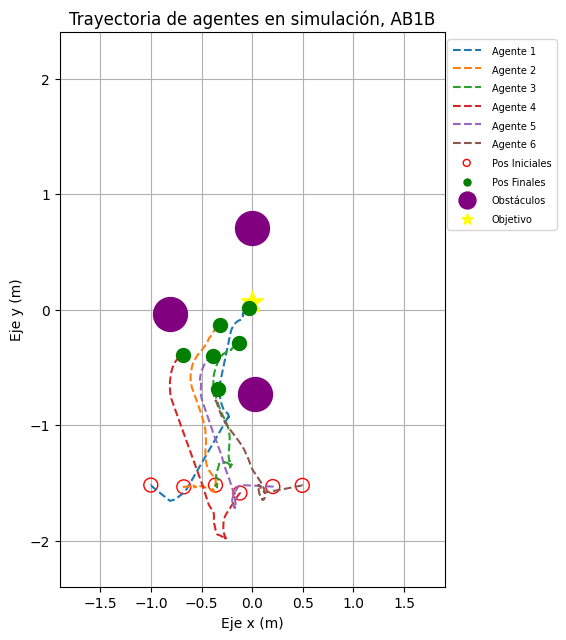 Trayectoria de agentes en simulación, AB1B
Agente 1
Agente 2
Agente 3
Agente 4
Agente 5
Agente 6
Pos Iniciales
Pos Finales
Obstáculos
Objetivo
Eje y (m)
2
1
0
−1
−2
−1.5 −1.0 −0.5 0.0 0.5 1.0 1.5
Eje x (m)